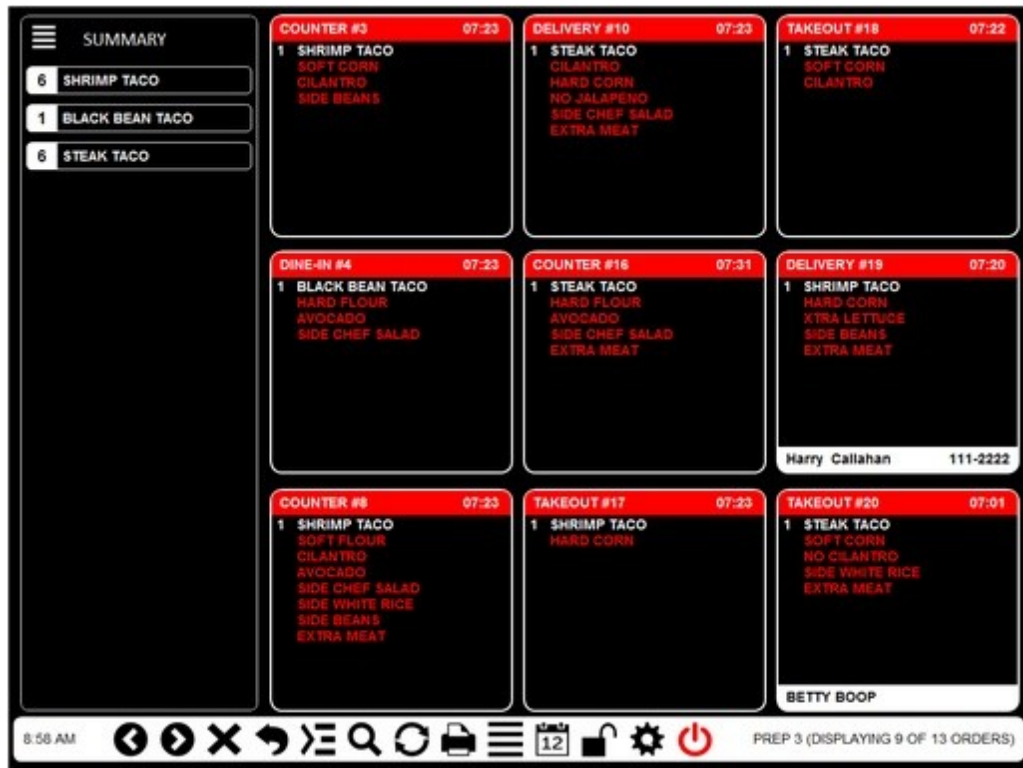 SUMMARY
6 SHRIMP TACO
1 BLACK BEAN TACO
6 STEAK TACO
COUNTER #3 07:23
1 SHRIMP TACO
SOFT CORN
CILANTRO
SIDE BEANS
DELIVERY #10 07:23
1 STEAK TACO
CILANTRO
HARD CORN
NO JALAPENO
SIDE CHEF SALAD
EXTRA MEAT
TAKEOUT #18 07:22
1 STEAK TACO
SOFT CORN
CILANTRO
DINE-IN #4 07:23
1 BLACK BEAN TACO
HARD FLOUR
AVOCADO
SIDE CHEF SALAD
COUNTER #16 07:31
1 STEAK TACO
HARD FLOUR
AVOCADO
SIDE CHEF SALAD
EXTRA MEAT
DELIVERY #19 07:20
1 SHRIMP TACO
HARD CORN
XTRA LETTUCE
SIDE BEANS
EXTRA MEAT
Harry Callahan 111-2222
COUNTER #8 07:23
1 SHRIMP TACO
SOFT FLOUR
CILANTRO
AVOCADO
SIDE CHEF SALAD
SIDE WHITE RICE
SIDE BEANS
EXTRA MEAT
TAKEOUT #17 07:23
1 SHRIMP TACO
HARD CORN
TAKEOUT #20 07:01
1 STEAK TACO
SOFT CORN
NO CILANTRO
SIDE WHITE RICE
EXTRA MEAT
BETTY BOOP
8:58 AM
12
PREP 3 (DISPLAYING 9 OF 13 ORDERS)